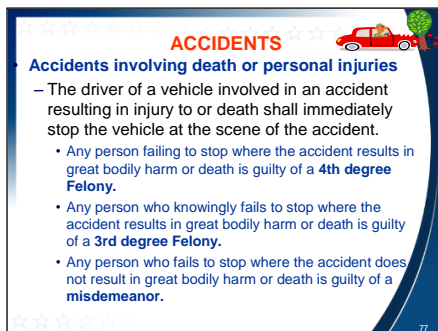 ACCIDENTS
• Accidents involving death or personal injuries
– The driver of a vehicle involved in an accident
resulting in injury to or death shall immediately
stop the vehicle at the scene of the accident.
• Any person failing to stop where the accident results in
great bodily harm or death is guilty of a 4th degree
Felony.
• Any person who knowingly fails to stop where the
accident results in great bodily harm or death is guilty
of a 3rd degree Felony.
• Any person who fails to stop where the accident does
not result in great bodily harm or death is guilty of a
misdemeanor.
77